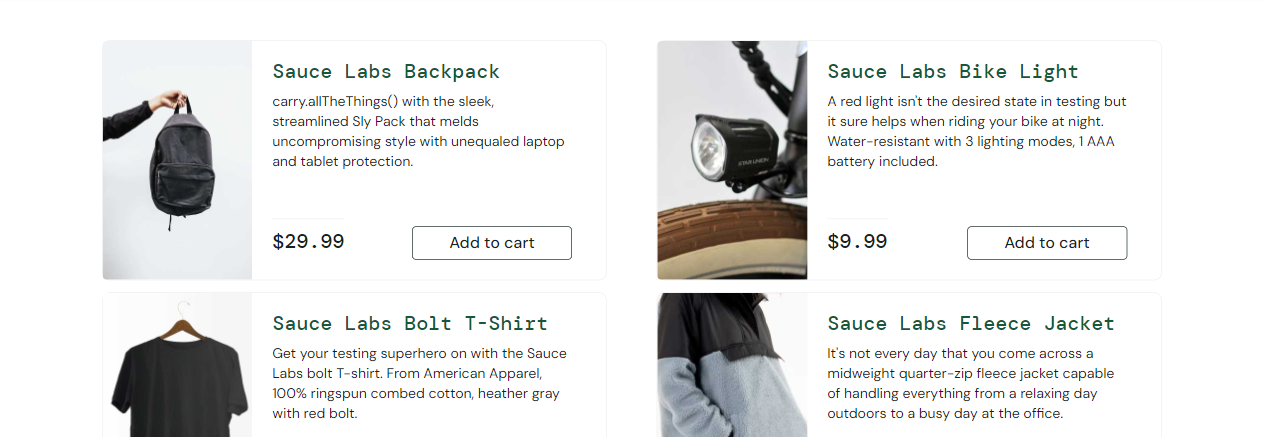 Sauce Labs Backpack
carry.allTheThings() with the sleek,
streamlined Sly Pack that melds
uncompromising style with unequaled laptop
and tablet protection.
$29.99
Add to cart
Sauce Labs Bike Light
A red light isn't the desired state in testing but
it sure helps when riding your bike at night.
Water-resistant with 3 lighting modes, 1 AAA
battery included.
$9.99
Add to cart
STAR UNION
Sauce Labs Bolt T-Shirt
Get your testing superhero on with the Sauce
Labs bolt T-shirt. From American Apparel,
100% ringspun combed cotton, heather gray
with red bolt.
Sauce Labs Fleece Jacket
It's not every day that you come across a
midweight quarter-zip fleece jacket capable
of handling everything from a relaxing day
outdoors to a busy day at the office.